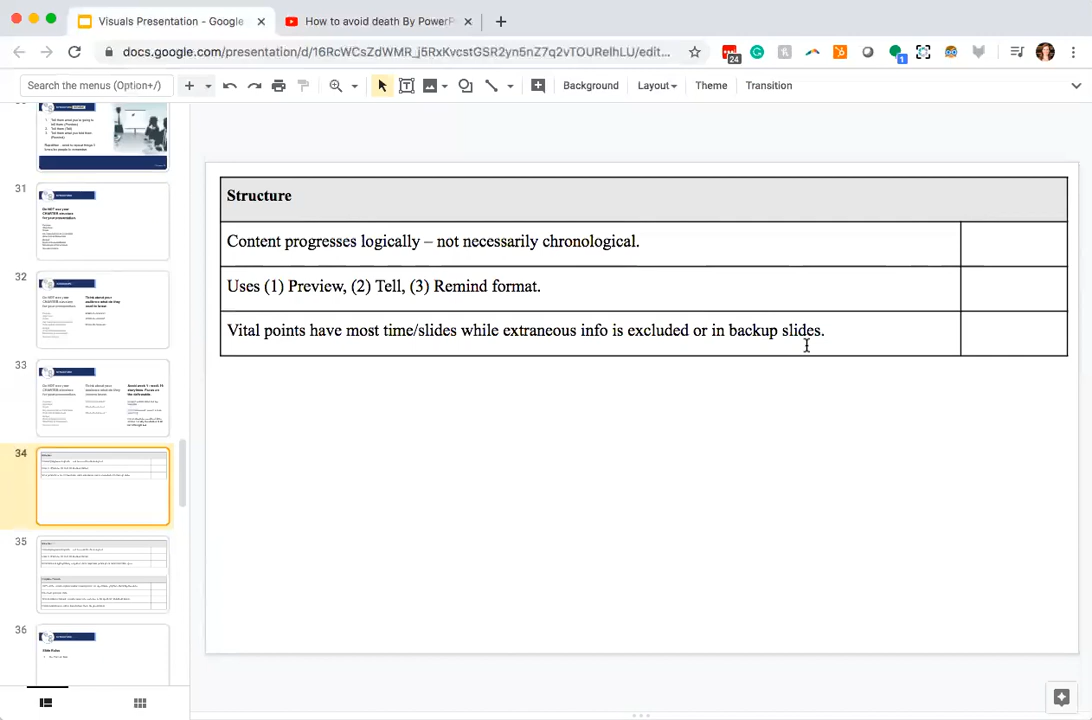 Visuals Presentation - Google
How to avoid death By PowerP
docs.google.com/presentation/d/16RcWCsZdWMR_j5RxKvcstGSR2yn5nZ7q2vTOURelhLU/edit...
24
1
Search the menus (Option+/)
Background
Layout
Theme
Transition
31
32
33
34
35
36
Structure
Content progresses logically – not necessarily chronological.
Uses (1) Preview, (2) Tell, (3) Remind format.
Vital points have most time/slides while extraneous info is excluded or in backup slides.